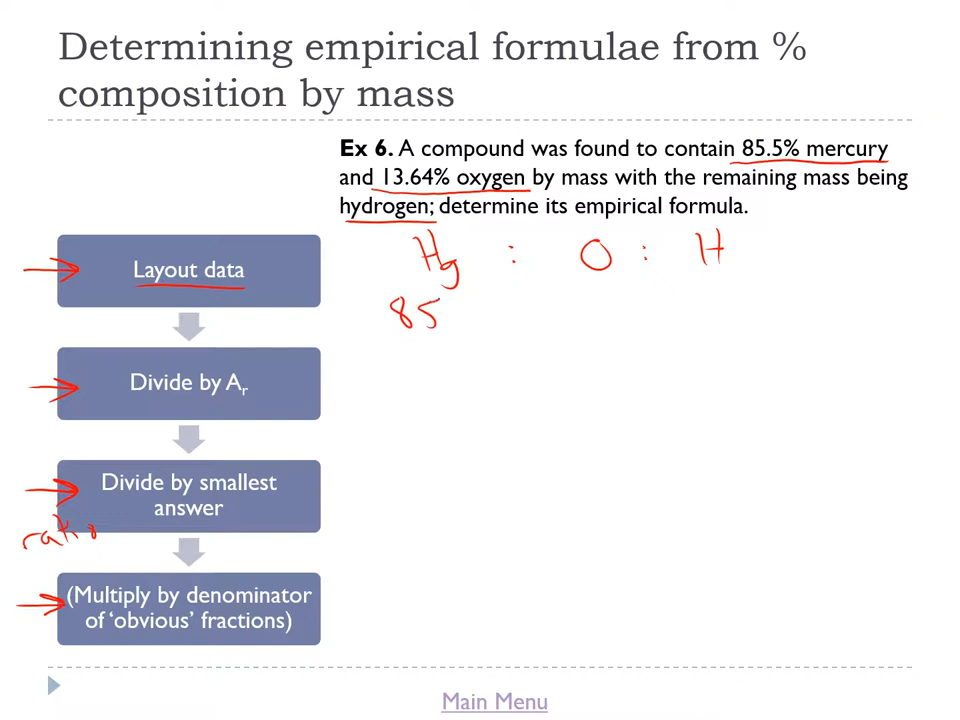 Determining empirical formulae from %
composition by mass
Ex 6. A compound was found to contain 85.5% mercury
and 13.64% oxygen by mass with the remaining mass being
hydrogen; determine its empirical formula.
Hg : O : H
85
Layout data
Divide by Ar
Divide by smallest
answer
ratio
(Multiply by denominator
of ‘obvious’ fractions)
Main Menu